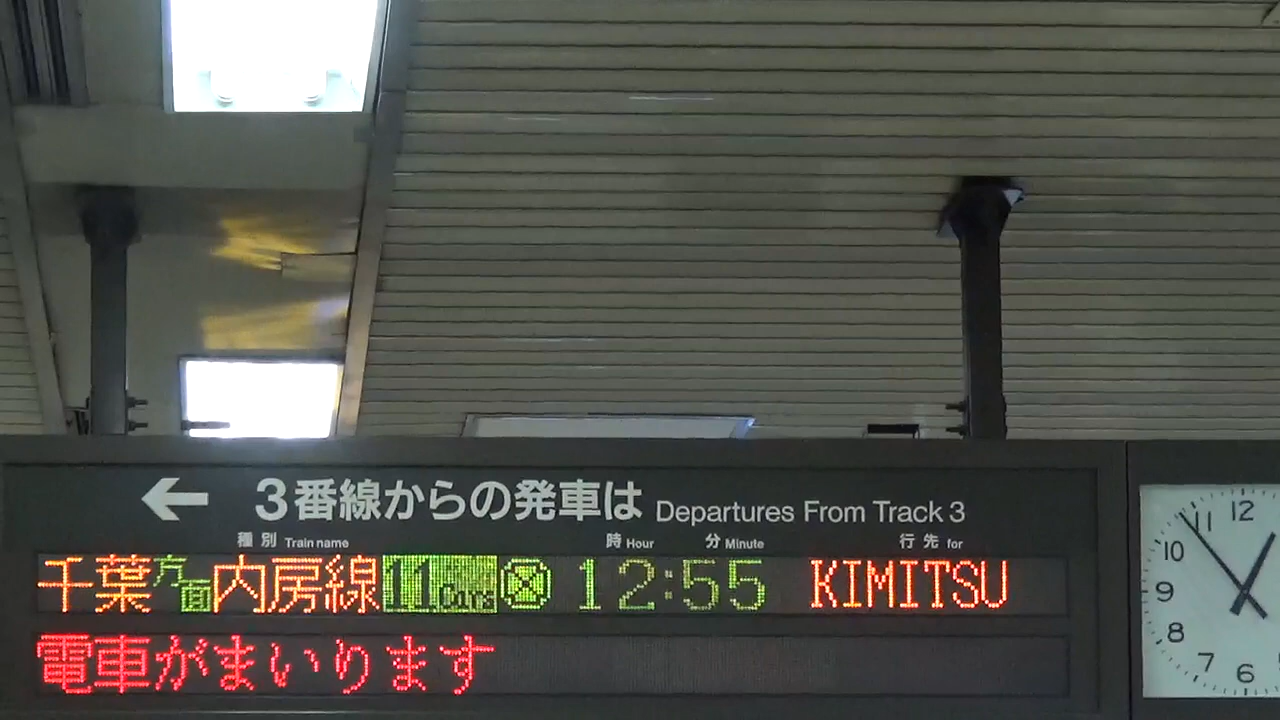 ← 3番線からの発車は Departures From Track 3
種別 Train name 時 Hour 分 Minute 行先 for
千葉方面内房線 11Cars 12:55 KIMITSU
電車がまいります
11 12
10
9
8
7 6